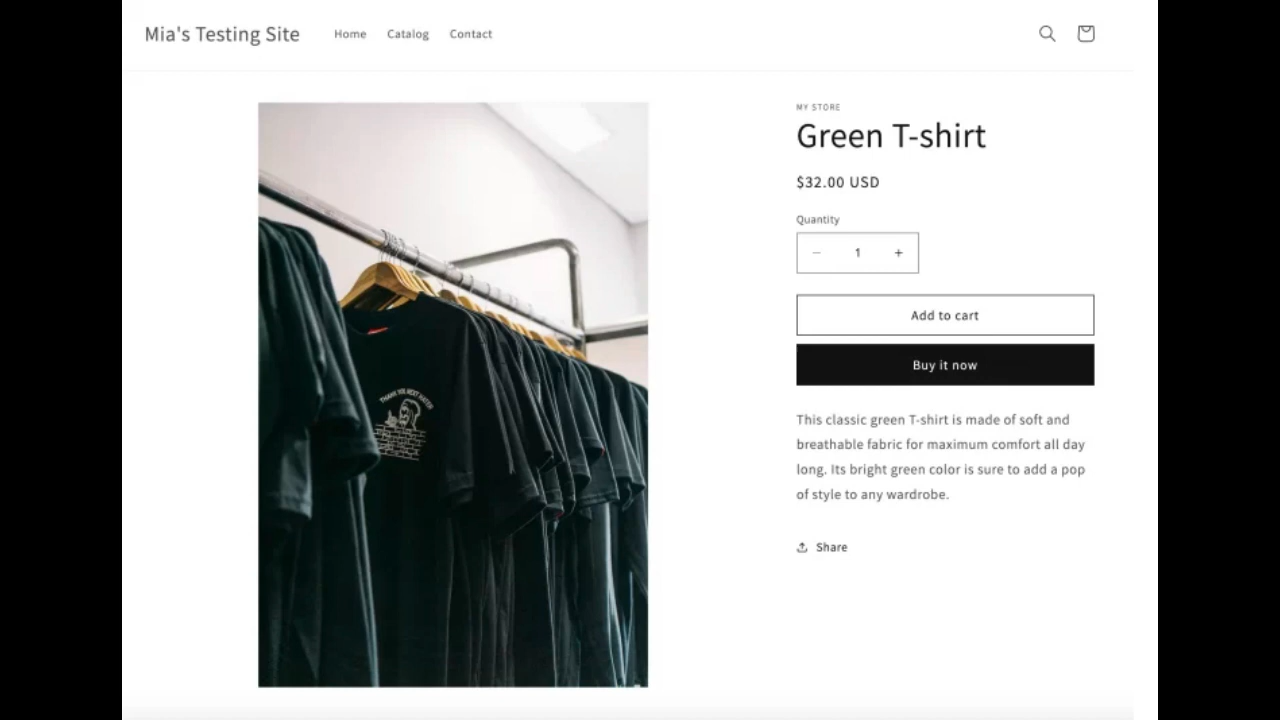 Mia's Testing Site
Home
Catalog
Contact
MY STORE
Green T-shirt
$32.00 USD
Quantity
− 1 +
Add to cart
Buy it now
This classic green T-shirt is made of soft and
breathable fabric for maximum comfort all day
long. Its bright green color is sure to add a pop
of style to any wardrobe.
Share